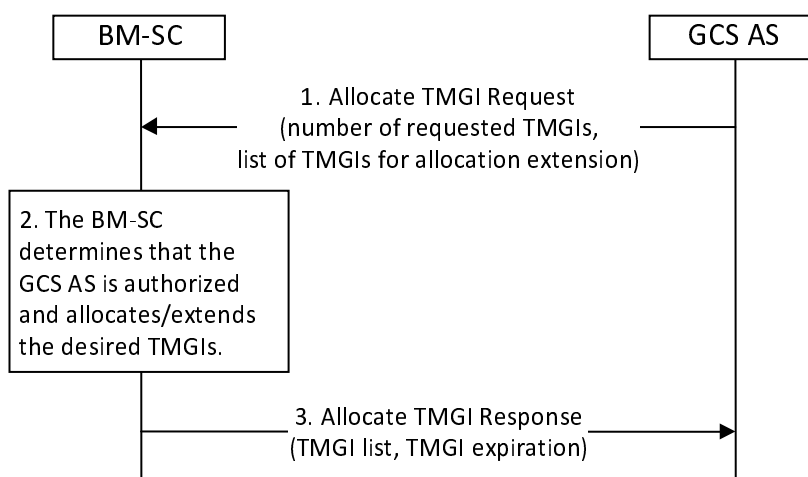 BM-SC
GCS AS
1. Allocate TMGI Request
(number of requested TMGIs,
list of TMGIs for allocation extension)
2. The BM-SC
determines that the
GCS AS is authorized
and allocates/extends
the desired TMGIs.
3. Allocate TMGI Response
(TMGI list, TMGI expiration)